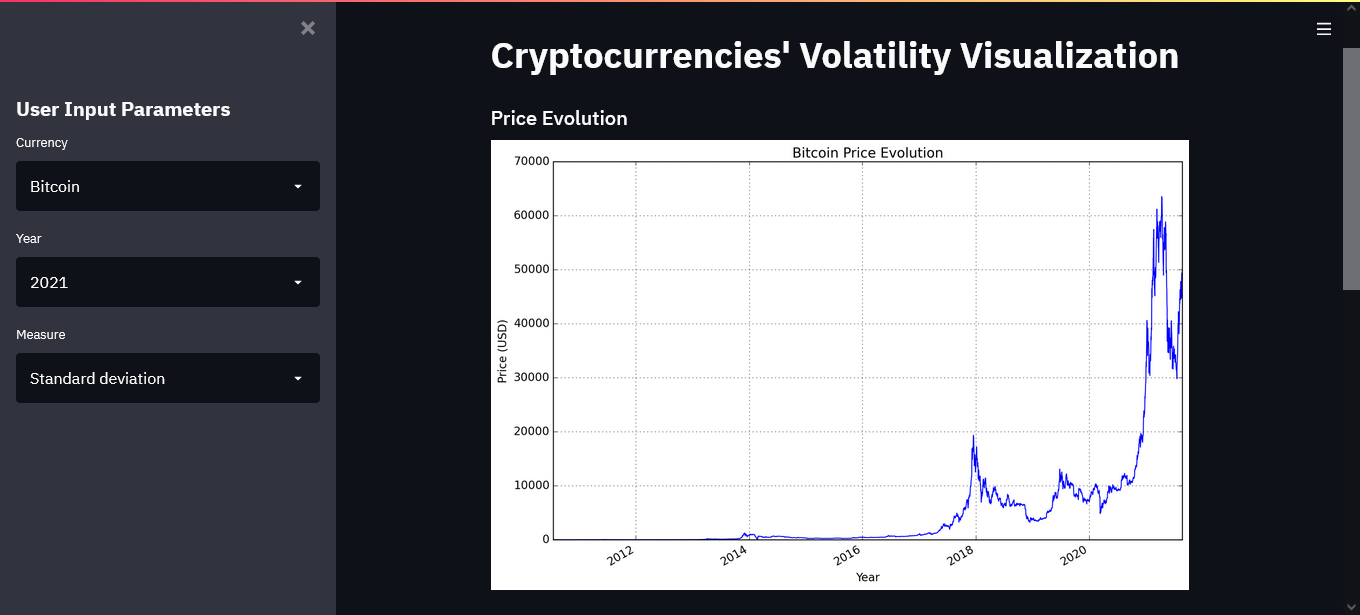 User Input Parameters
Currency
Bitcoin
Year
2021
Measure
Standard deviation
Cryptocurrencies' Volatility Visualization
Price Evolution
Bitcoin Price Evolution
70000
60000
50000
40000
30000
20000
10000
0
Price (USD)
2012 2014 2016 2018 2020
Year